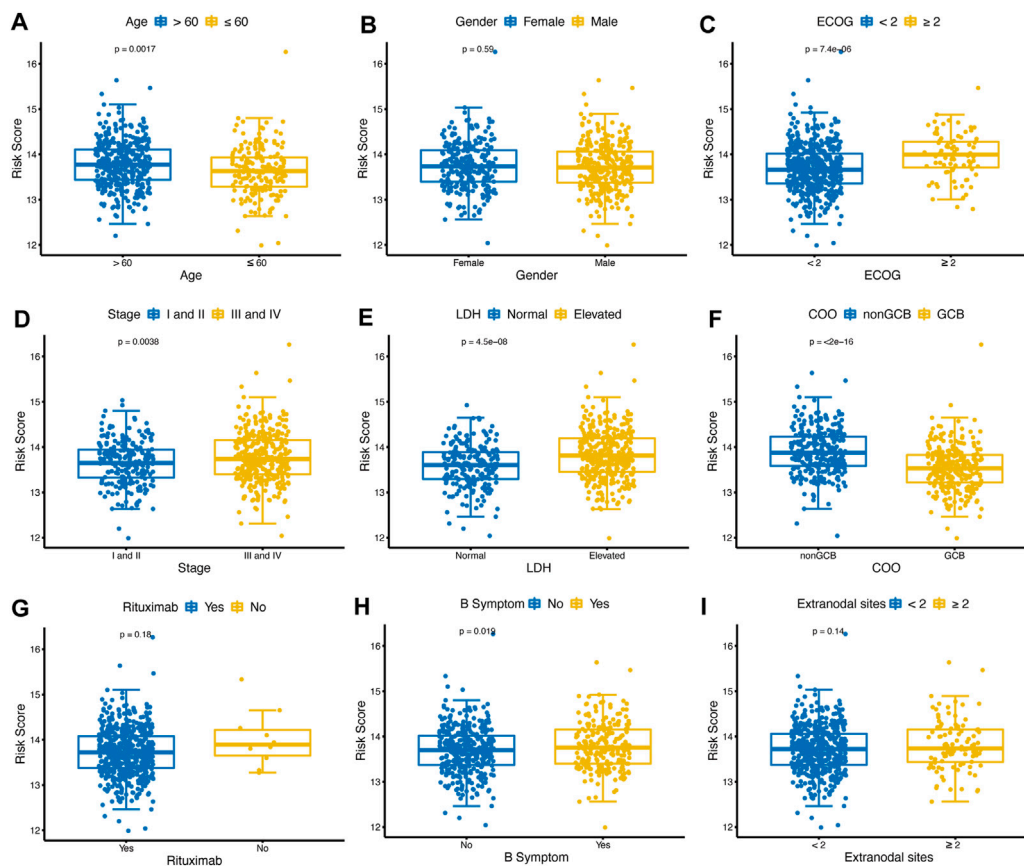 A
Age > 60 ≤ 60
p = 0.0017
Risk Score
16
15
14
13
12
> 60 ≤ 60
Age
B
Gender Female Male
p = 0.59
Risk Score
16
15
14
13
12
Female Male
Gender
C
ECOG < 2 ≥ 2
p = 7.4e−06
Risk Score
16
15
14
13
12
< 2 ≥ 2
ECOG
D
Stage I and II III and IV
p = 0.0038
Risk Score
16
15
14
13
12
I and II III and IV
Stage
E
LDH Normal Elevated
p = 4.5e−08
Risk Score
16
15
14
13
12
Normal Elevated
LDH
F
COO nonGCB GCB
p = <2e−16
Risk Score
16
15
14
13
12
nonGCB GCB
COO
G
Rituximab Yes No
p = 0.18
Risk Score
16
15
14
13
12
Yes No
Rituximab
H
B Symptom No Yes
p = 0.019
Risk Score
16
15
14
13
12
No Yes
B Symptom
I
Extranodal sites < 2 ≥ 2
p = 0.14
Risk Score
16
15
14
13
12
< 2 ≥ 2
Extranodal sites